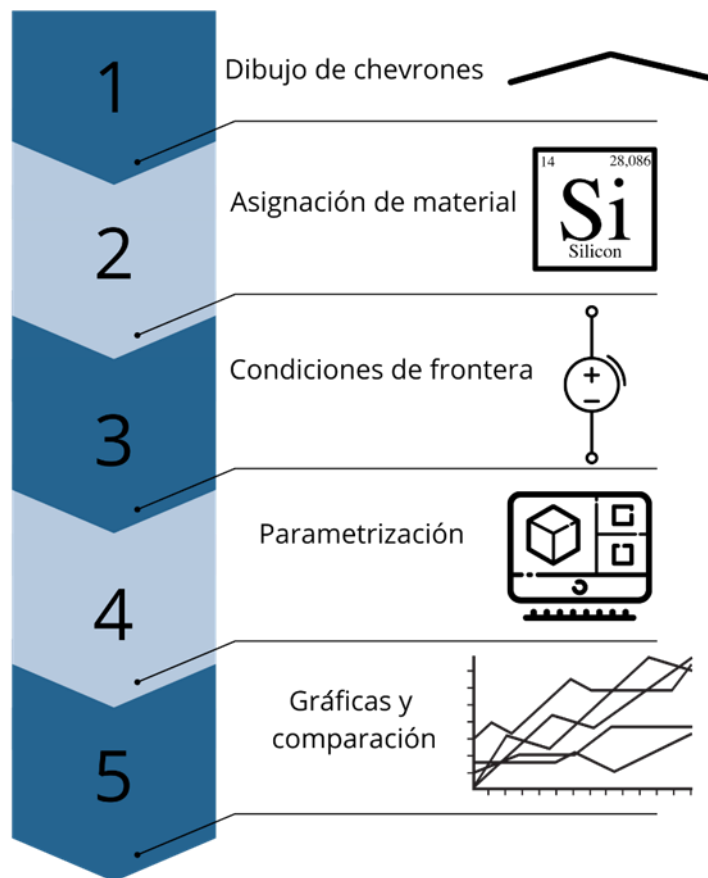 1
Dibujo de chevrones
2
Asignación de material
14 28,086
Si
Silicon
3
Condiciones de frontera
+
−
4
Parametrización
5
Gráficas y
comparación